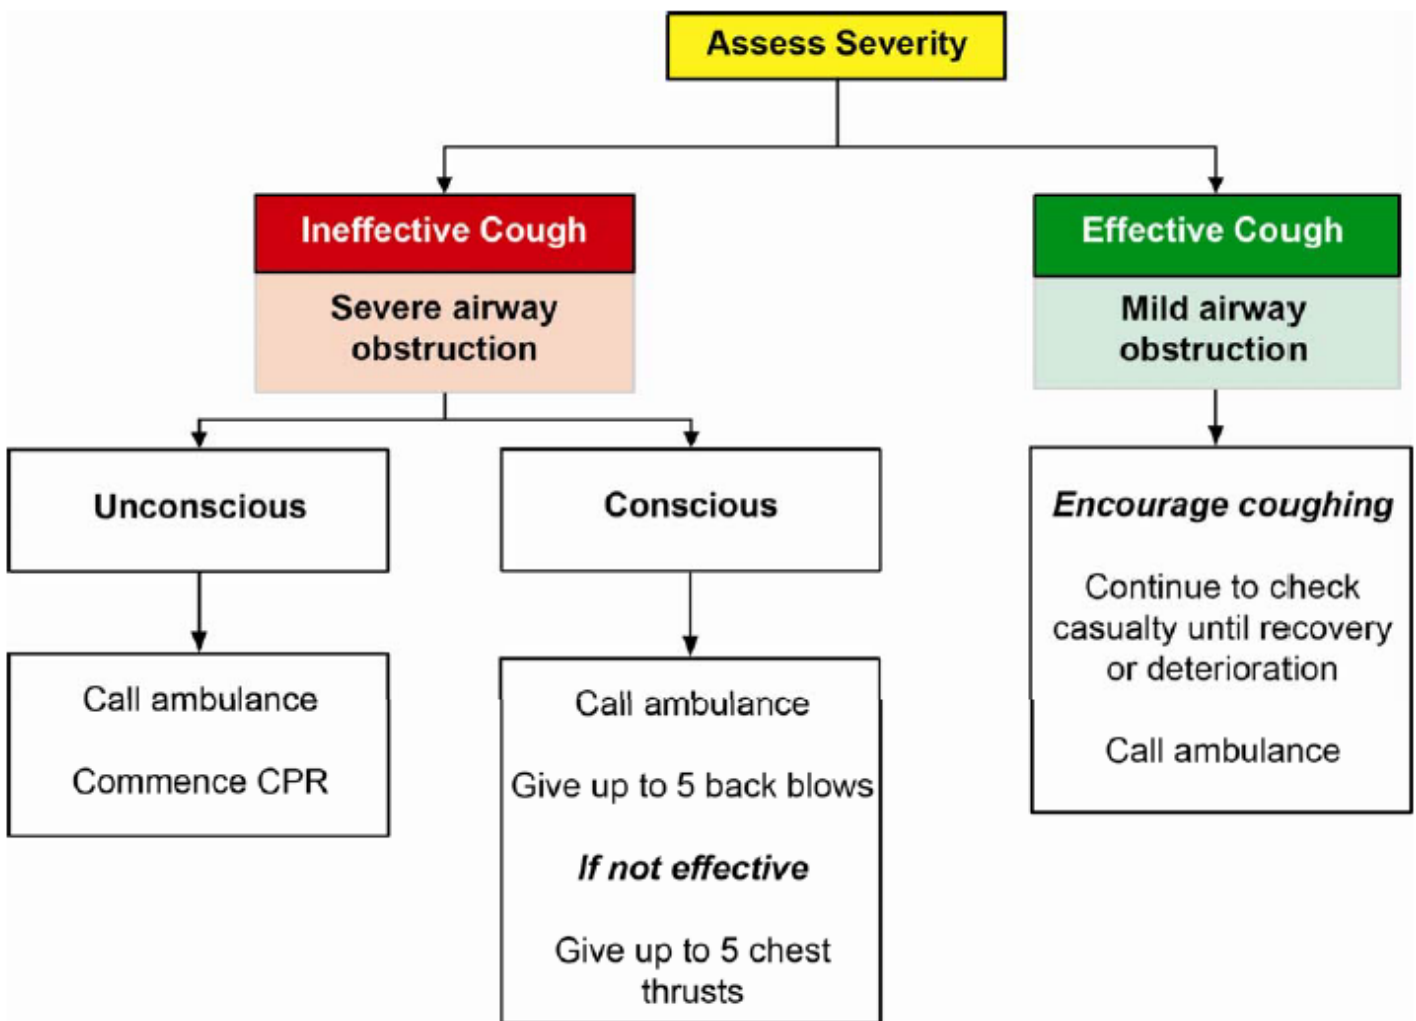 Assess Severity
Ineffective Cough
Severe airway
obstruction
Effective Cough
Mild airway
obstruction
Unconscious
Conscious
Call ambulance
Commence CPR
Call ambulance
Give up to 5 back blows
If not effective
Give up to 5 chest
thrusts
Encourage coughing
Continue to check
casualty until recovery
or deterioration
Call ambulance